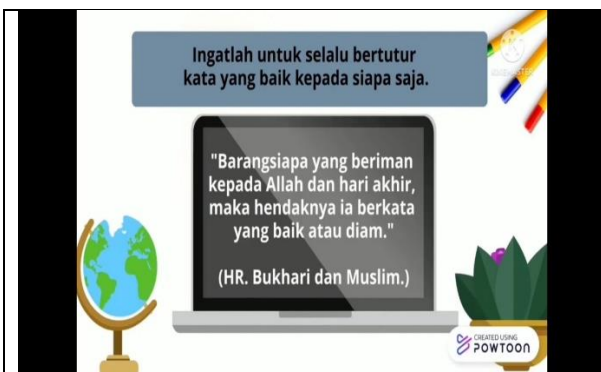 Ingatlah untuk selalu bertutur
kata yang baik kepada siapa saja.
"Barangsiapa yang beriman
kepada Allah dan hari akhir,
maka hendaknya ia berkata
yang baik atau diam."
(HR. Bukhari dan Muslim.)
CREATED USING
POWTOON